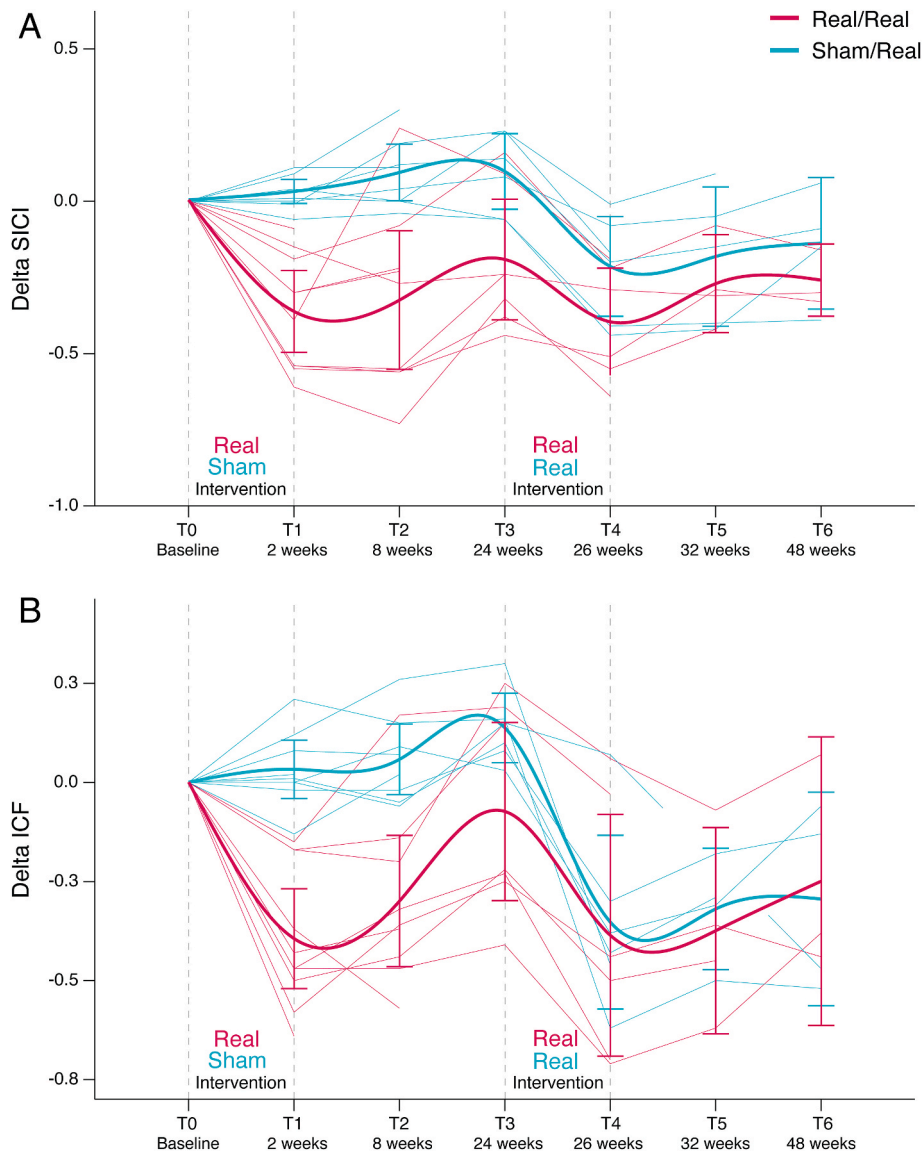 A
Real/Real
Sham/Real
0.5
0.0
-0.5
-1.0
Delta SICI
Real
Sham
Intervention
Real
Real
Intervention
T0 T1 T2 T3 T4 T5 T6
Baseline 2 weeks 8 weeks 24 weeks 26 weeks 32 weeks 48 weeks
B
0.3
0.0
-0.3
-0.5
-0.8
Delta ICF
Real
Sham
Intervention
Real
Real
Intervention
T0 T1 T2 T3 T4 T5 T6
Baseline 2 weeks 8 weeks 24 weeks 26 weeks 32 weeks 48 weeks